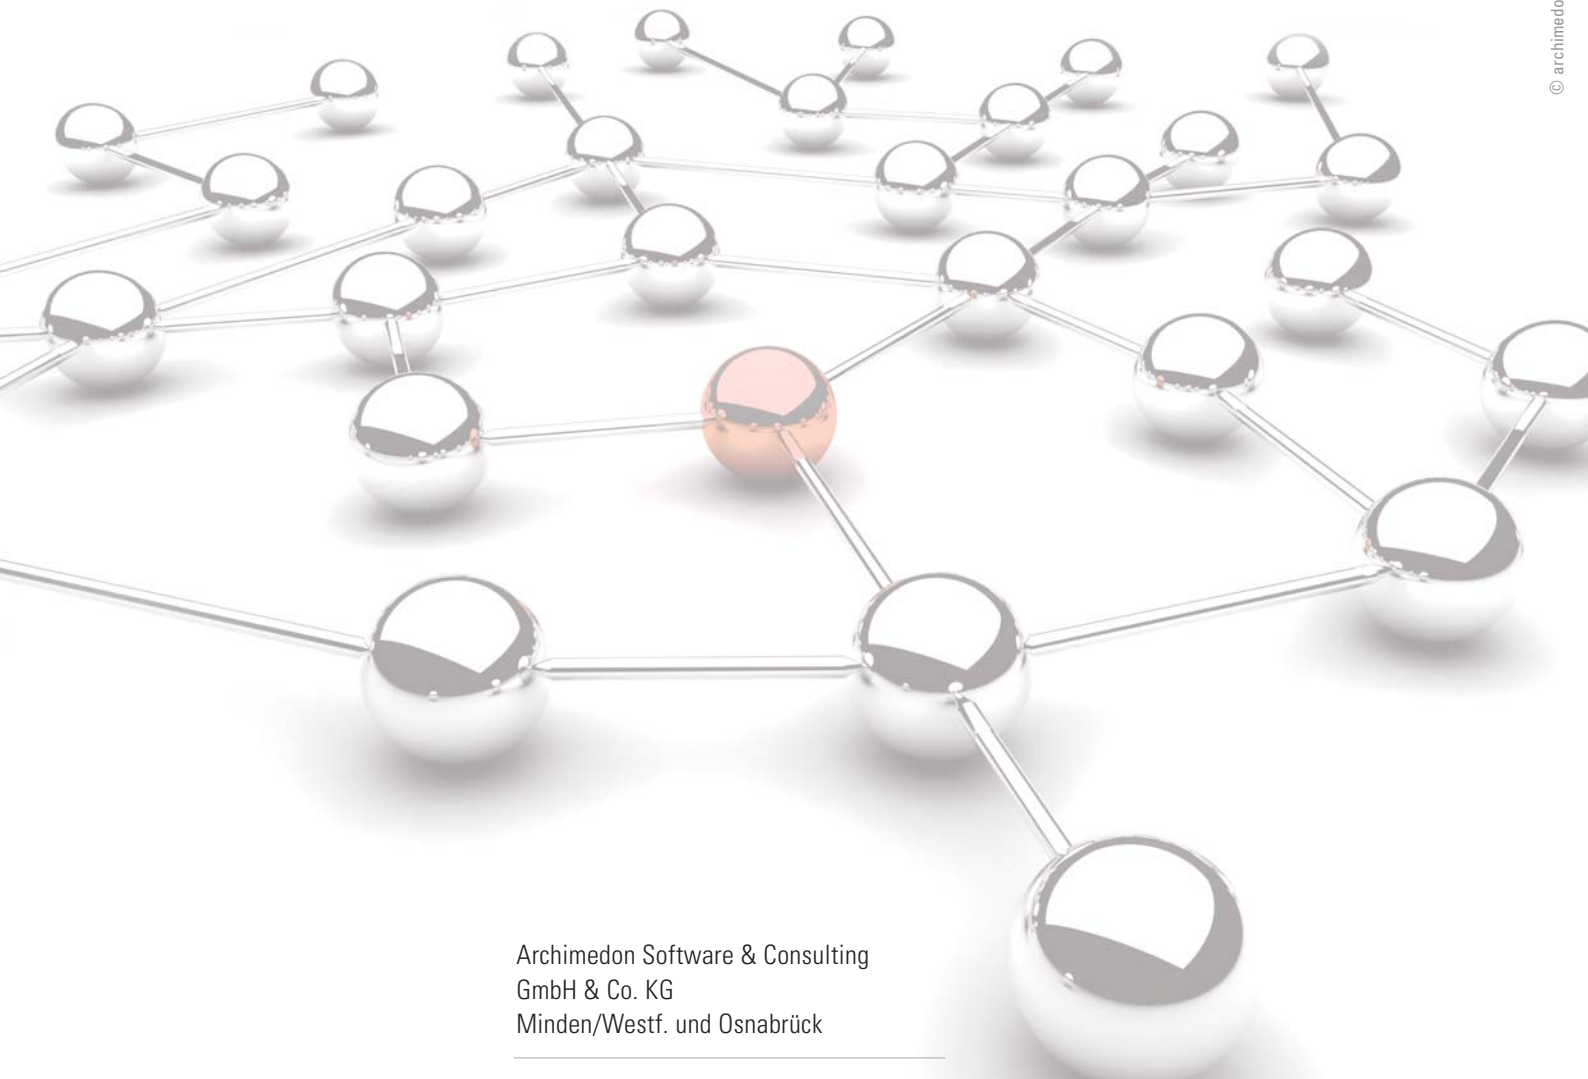 © archimedo
Archimedon Software & Consulting
GmbH & Co. KG
Minden/Westf. und Osnabrück